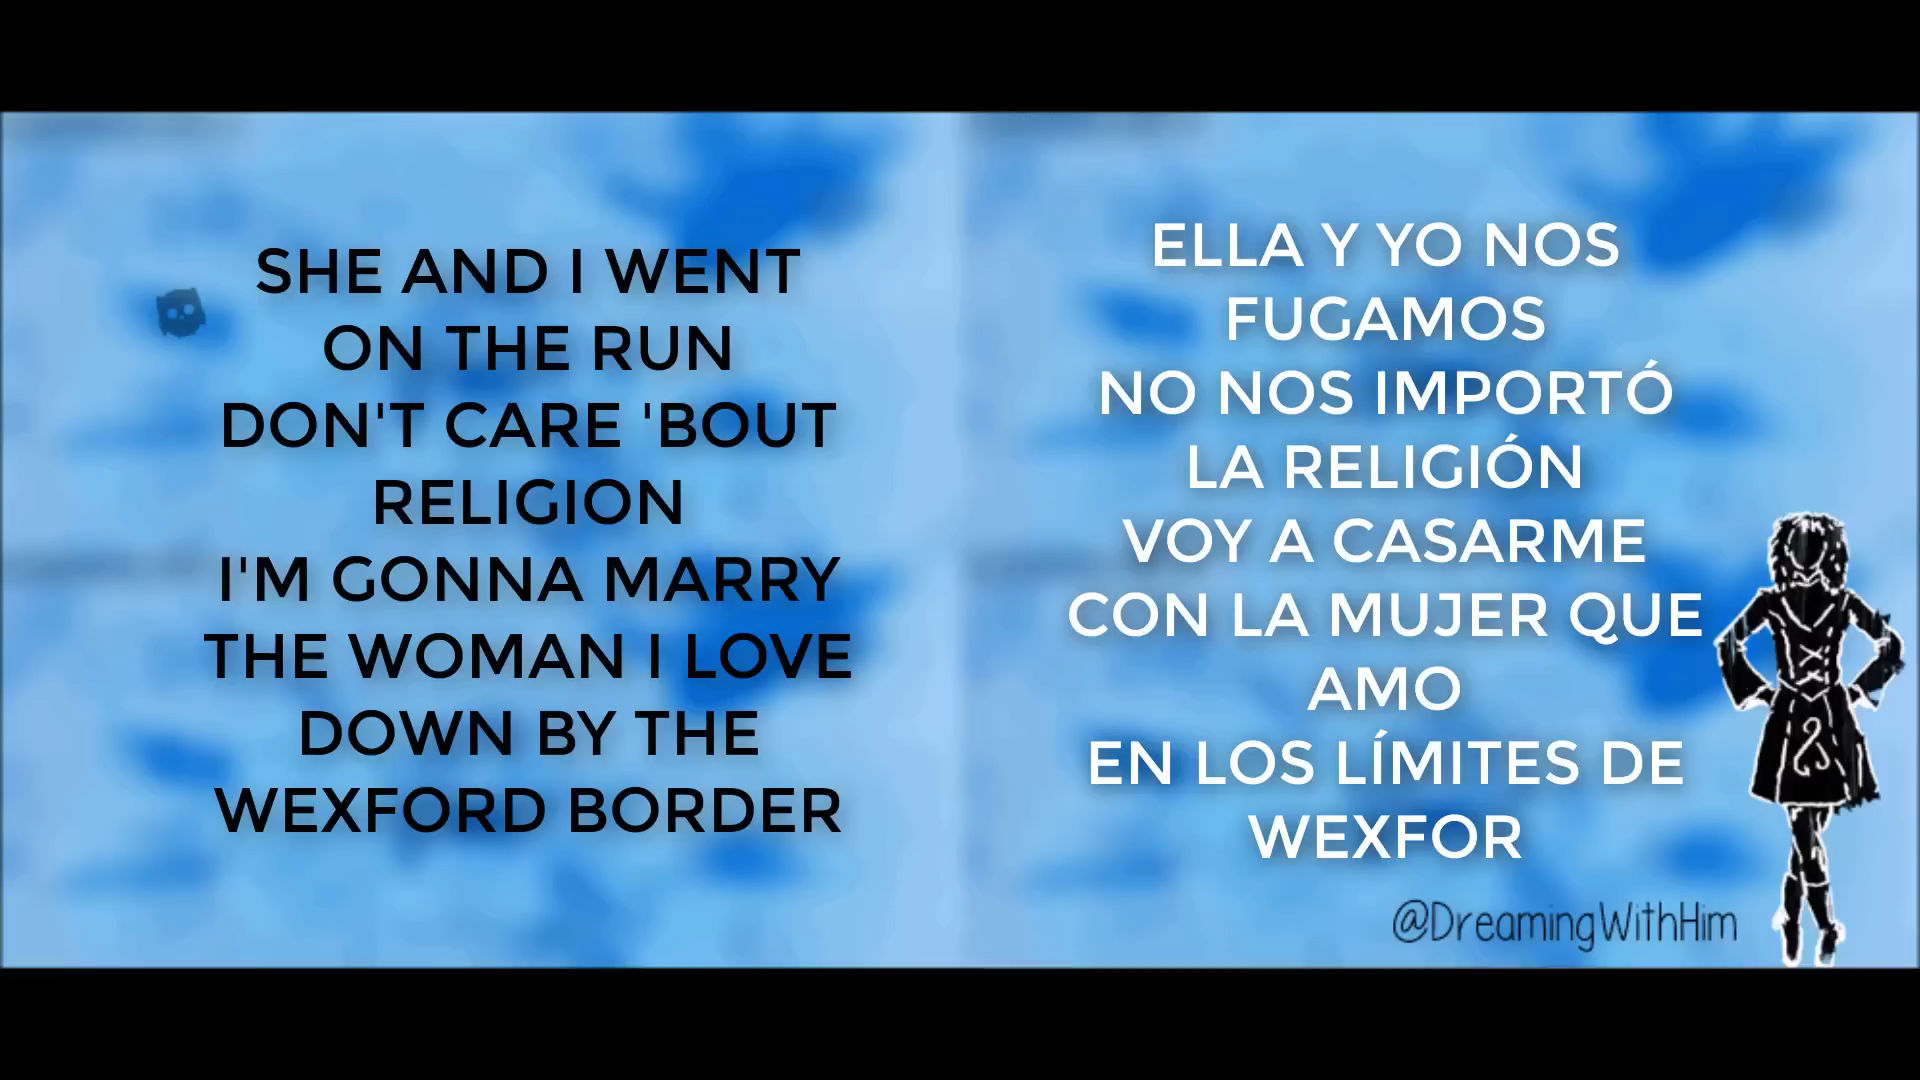 SHE AND I WENT
ON THE RUN
DON'T CARE 'BOUT
RELIGION
I'M GONNA MARRY
THE WOMAN I LOVE
DOWN BY THE
WEXFORD BORDER
ELLA Y YO NOS
FUGAMOS
NO NOS IMPORTÓ
LA RELIGIÓN
VOY A CASARME
CON LA MUJER QUE
AMO
EN LOS LÍMITES DE
WEXFOR
@DreamingWithHim